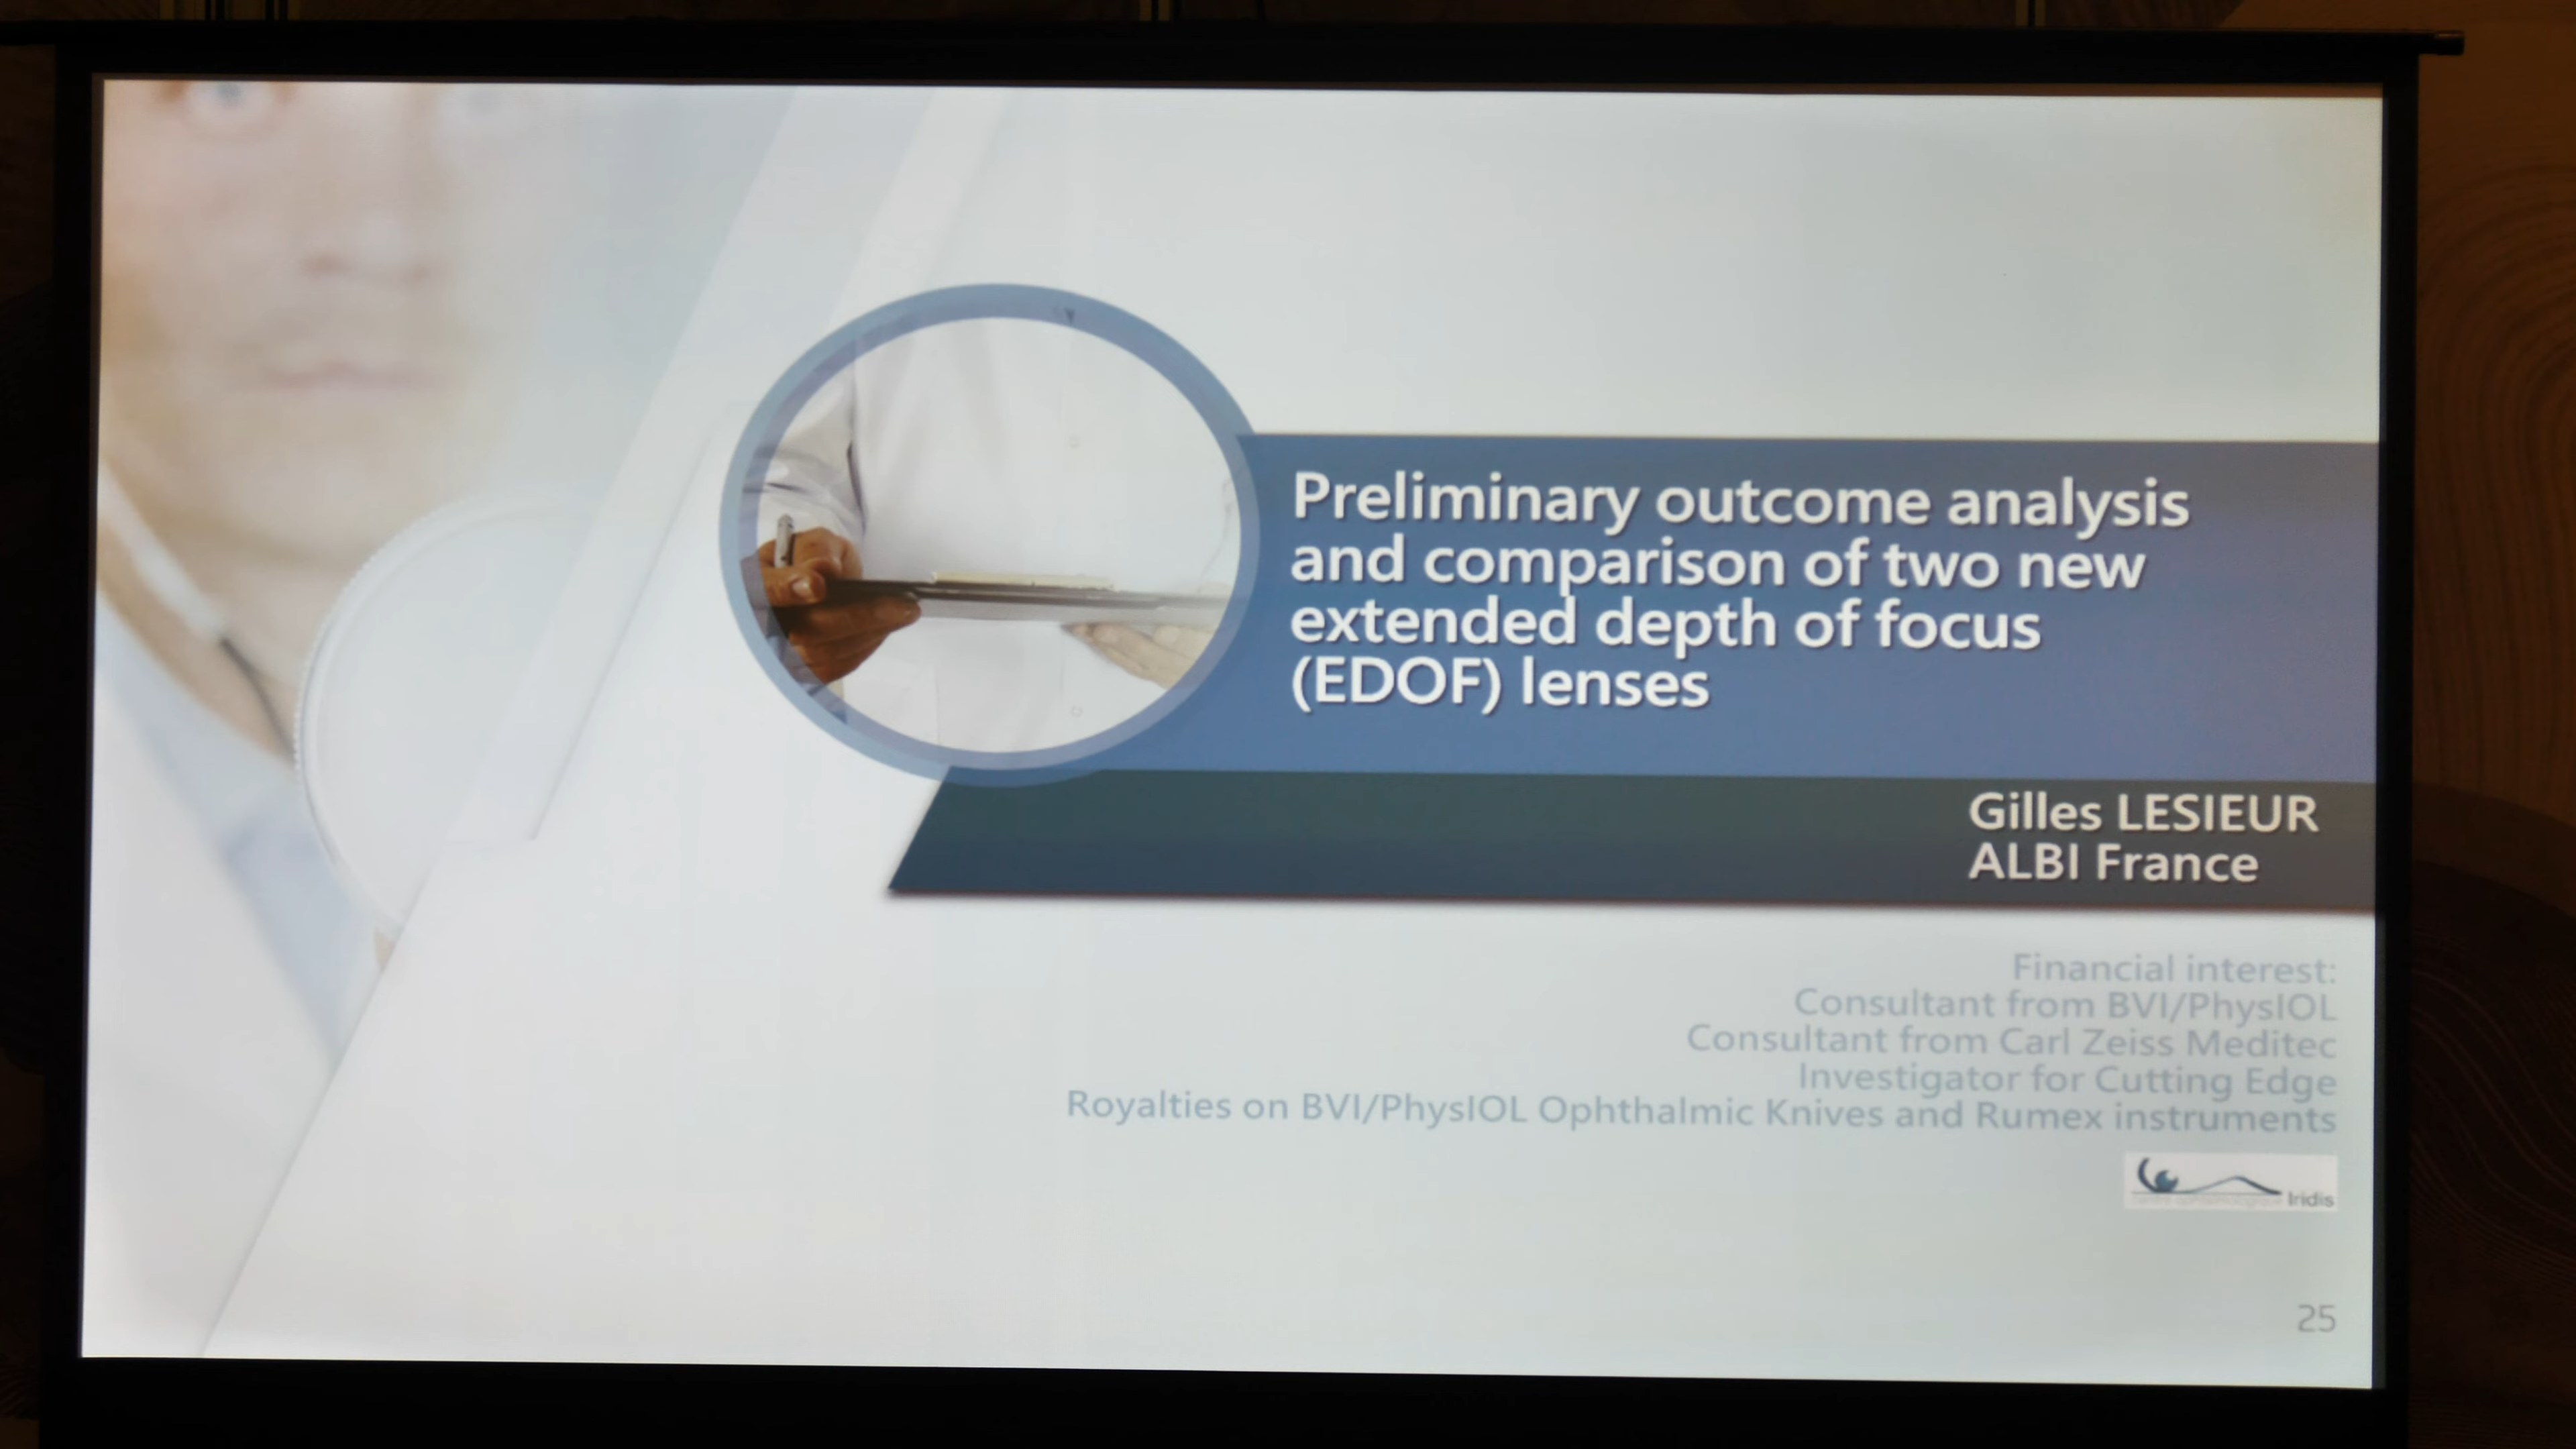 Preliminary outcome analysis
and comparison of two new
extended depth of focus
(EDOF) lenses
Gilles LESIEUR
ALBI France
Financial interest:
Consultant from BVI/PhysIOL
Consultant from Carl Zeiss Meditec
Investigator for Cutting Edge
Royalties on BVI/PhysIOL Ophthalmic Knives and Rumex instruments
Iridis
25